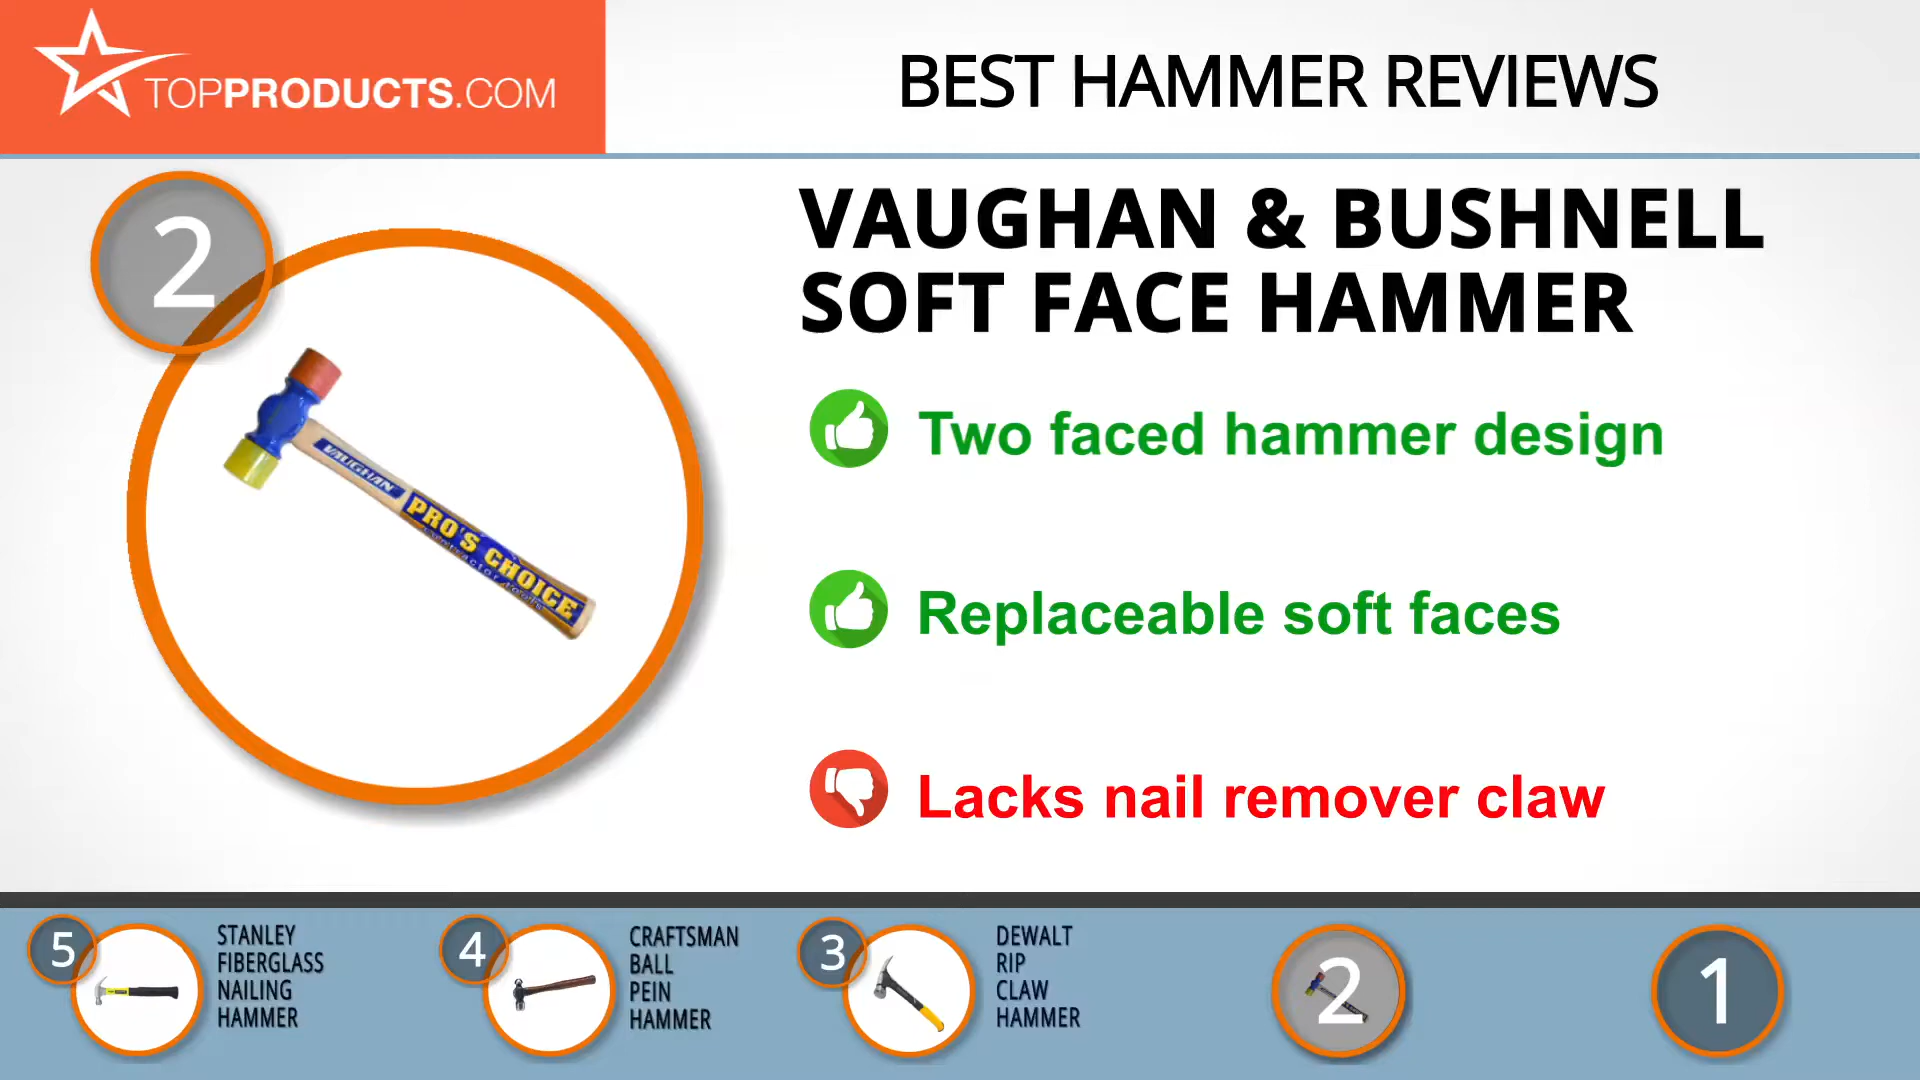 TOPPRODUCTS.COM
BEST HAMMER REVIEWS
2
VAUGHAN & BUSHNELL
SOFT FACE HAMMER
VAUGHAN
PRO'S CHOICE
Two faced hammer design
Replaceable soft faces
Lacks nail remover claw
5
STANLEY
FIBERGLASS
NAILING
HAMMER
4
CRAFTSMAN
BALL
PEIN
HAMMER
3
DEWALT
RIP
CLAW
HAMMER
2
1